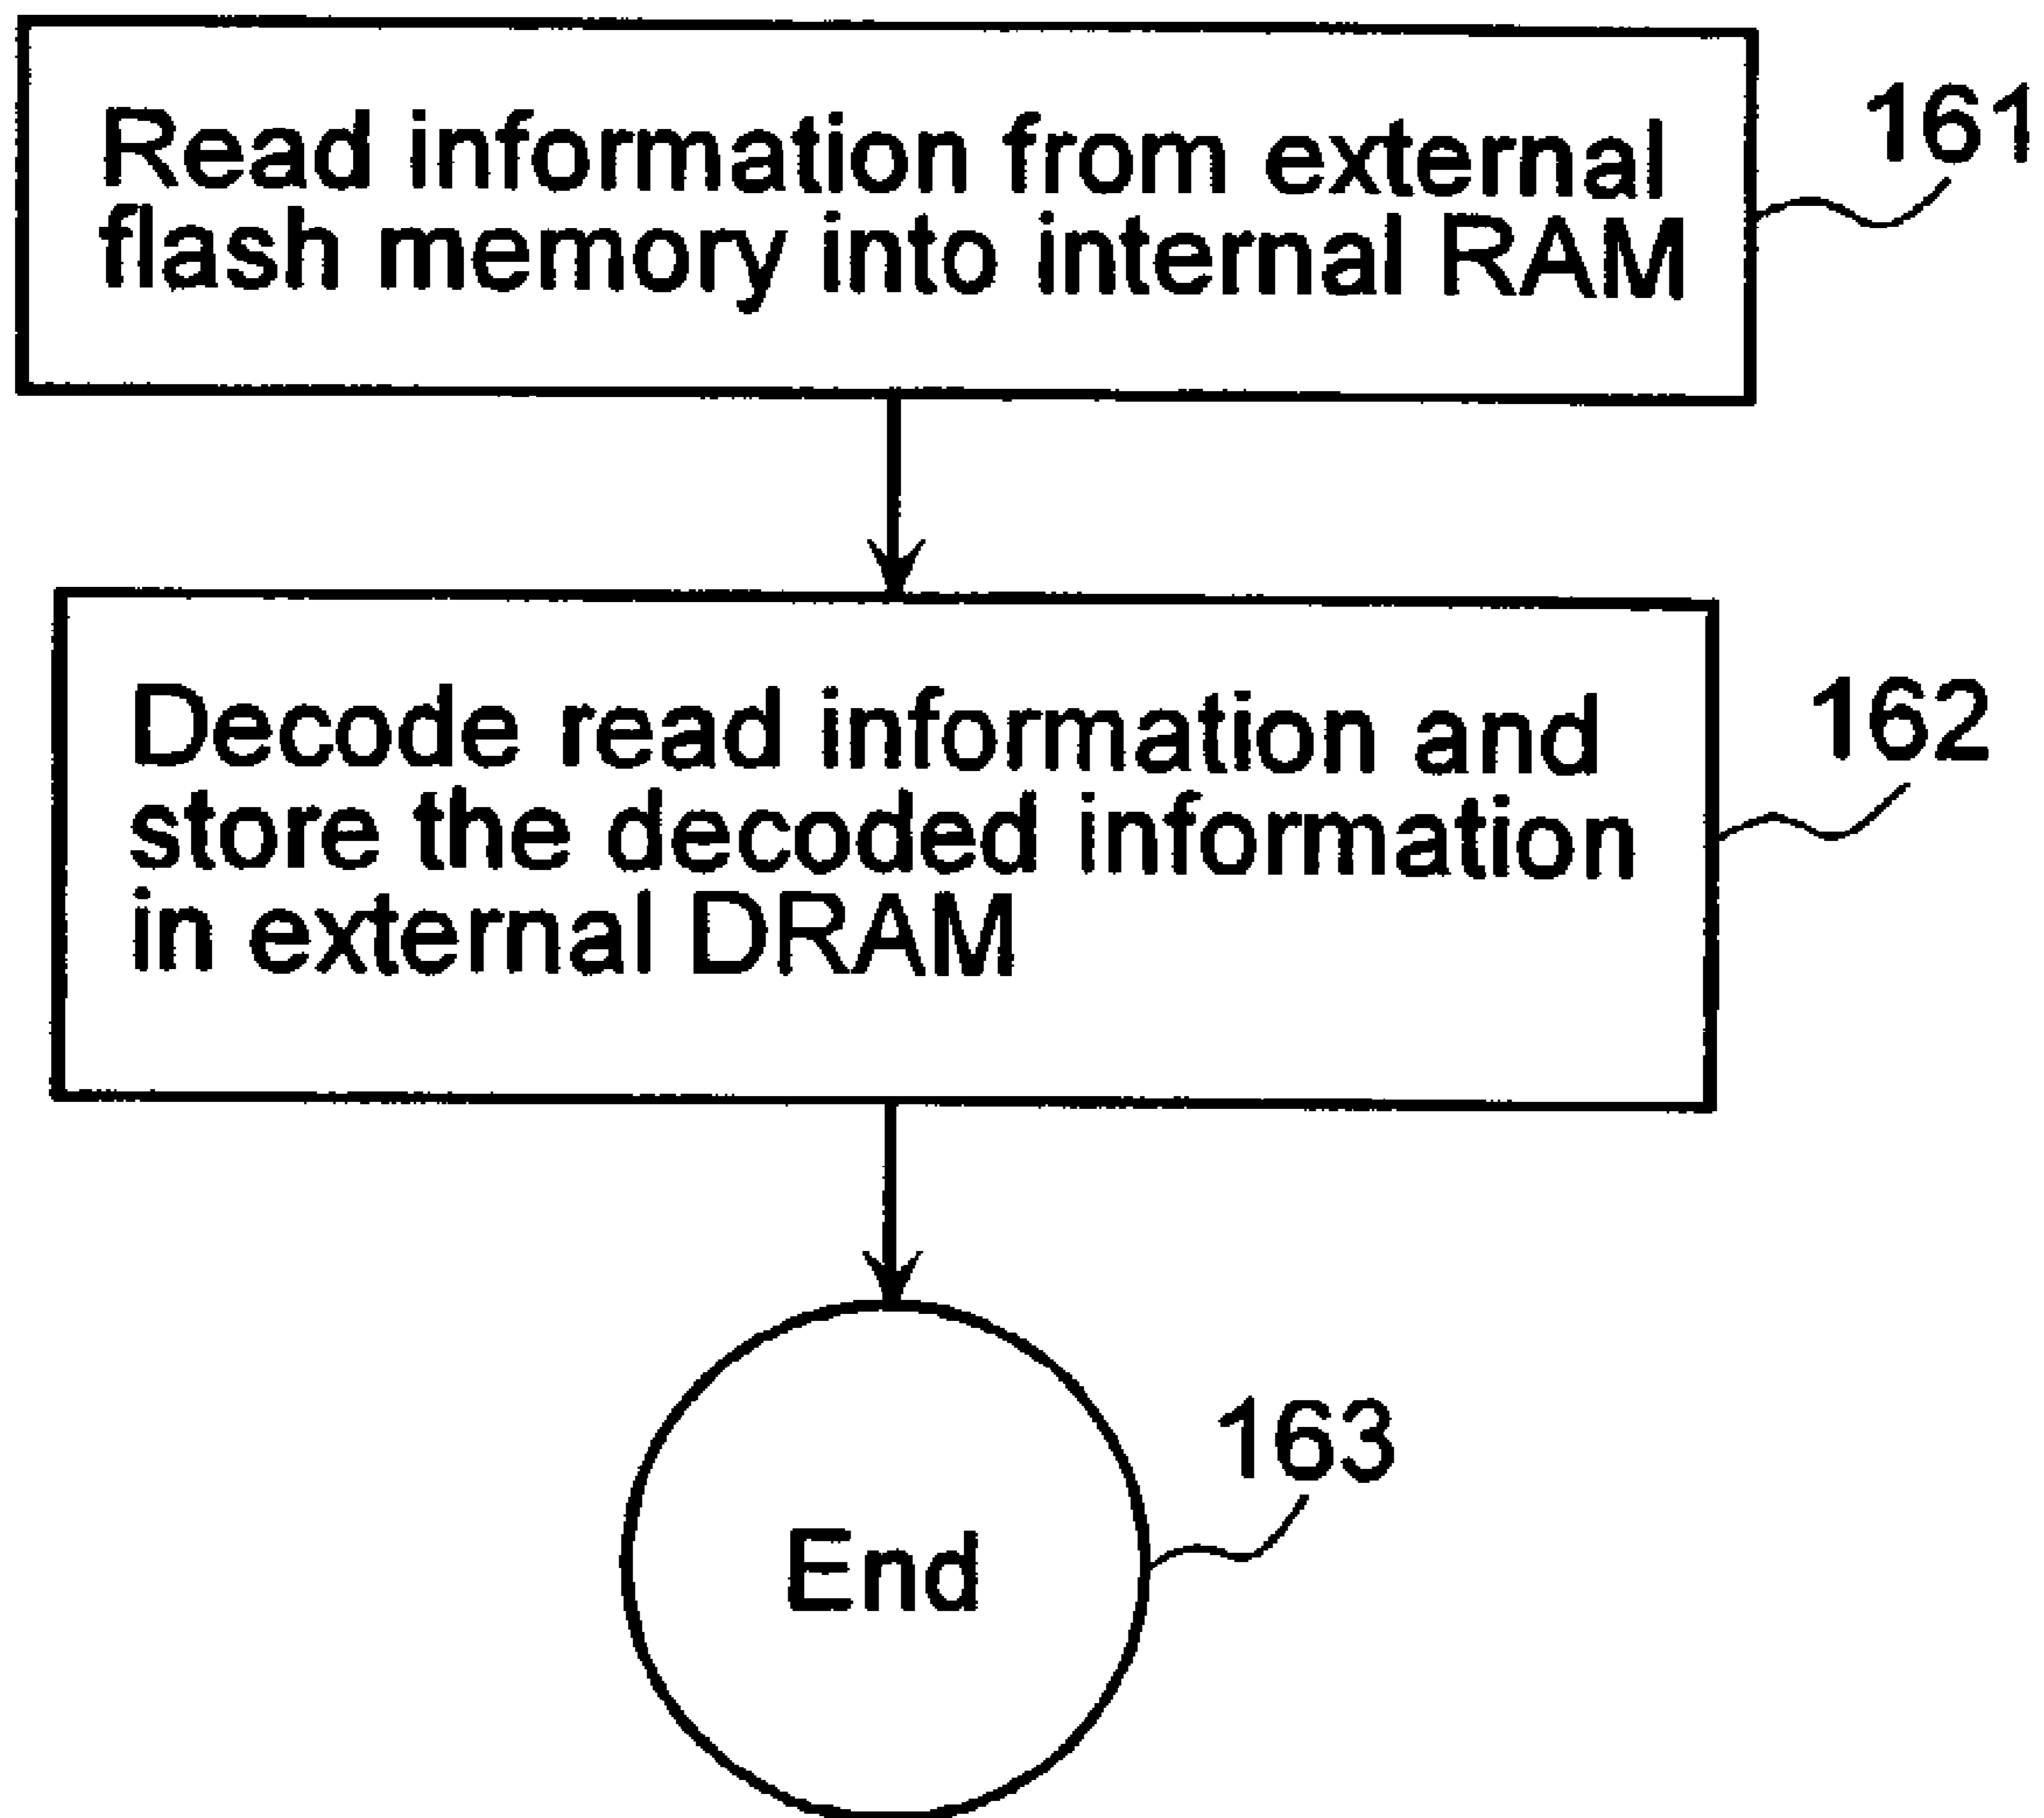 Read information from external
flash memory into internal RAM
161
Decode read information and
store the decoded information
in external DRAM
162
End
163